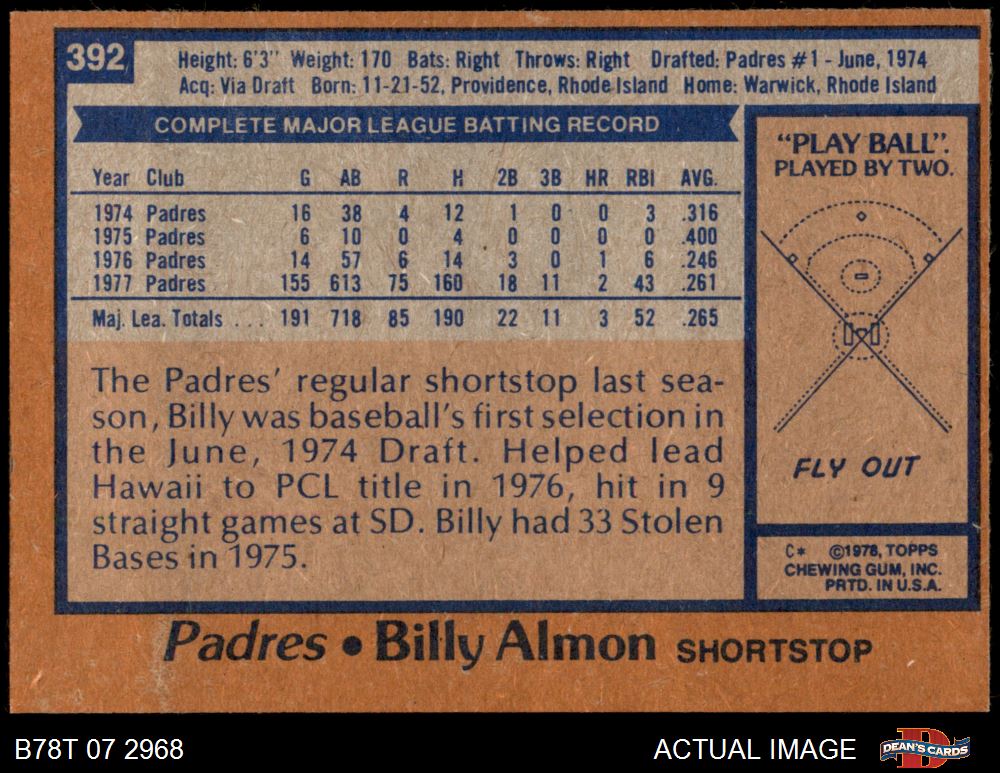 392
Height: 6'3" Weight: 170 Bats: Right Throws: Right Drafted: Padres #1 - June, 1974
Acq: Via Draft Born: 11-21-52, Providence, Rhode Island Home: Warwick, Rhode Island
COMPLETE MAJOR LEAGUE BATTING RECORD
Year Club G AB R H 2B 3B HR RBI AVG.
1974 Padres 16 38 4 12 1 0 0 3 .316
1975 Padres 6 10 0 4 0 0 0 0 .400
1976 Padres 14 57 6 14 3 0 1 6 .246
1977 Padres 155 613 75 160 18 11 2 43 .261
Maj. Lea. Totals . . . 191 718 85 190 22 11 3 52 .265
The Padres' regular shortstop last sea-
son, Billy was baseball's first selection in
the June, 1974 Draft. Helped lead
Hawaii to PCL title in 1976, hit in 9
straight games at SD. Billy had 33 Stolen
Bases in 1975.
"PLAY BALL".
PLAYED BY TWO.
FLY OUT
C* ©1978, TOPPS
CHEWING GUM, INC.
PRTD. IN U.S.A.
Padres • Billy Almon SHORTSTOP
B78T 07 2968
ACTUAL IMAGE
DEAN'S CARDS